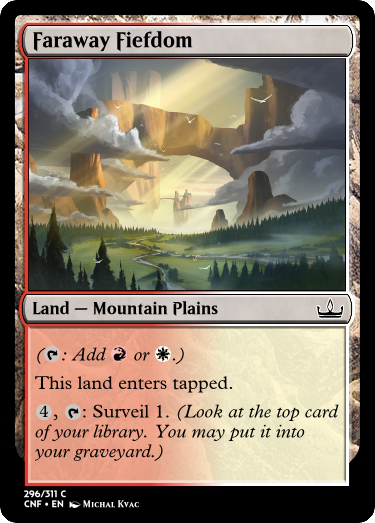 Faraway Fiefdom
Land — Mountain Plains
(: Add or .)
This land enters tapped.
4, : Surveil 1. (Look at the top card
of your library. You may put it into
your graveyard.)
296/311 C
CNF • EN Michal Kvac